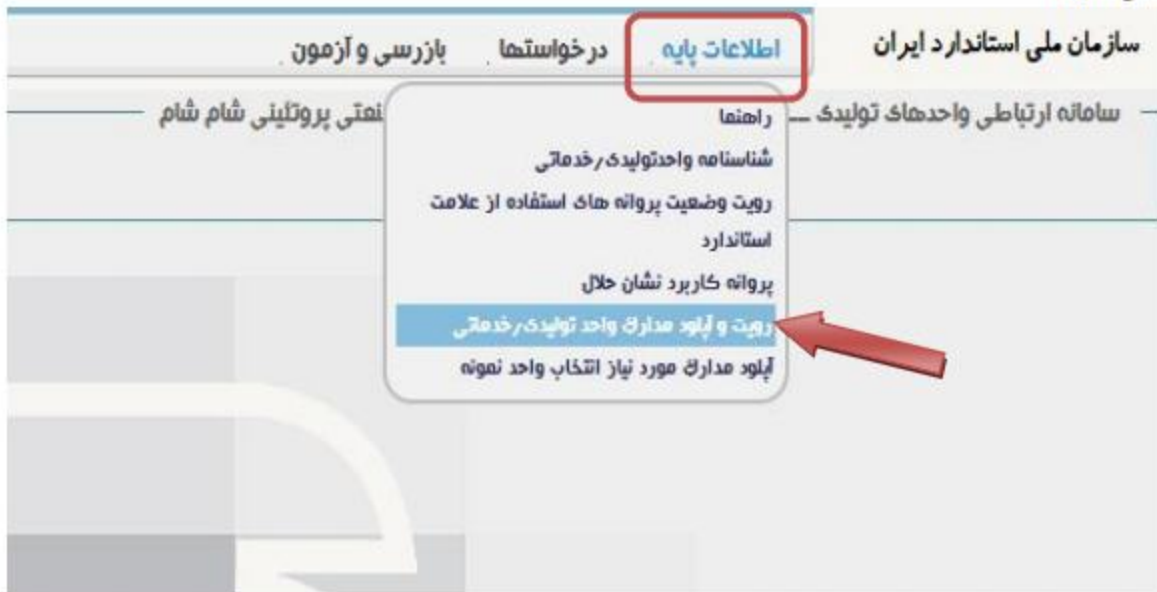 سازمان ملی استاندارد ایران
اطلاعات پایه
درخواستها
بازرسی و آزمون
سامانه ارتباطی واحدهای تولیدی
نعتی پروتئینی شام شام
راهنما
شناسنامه واحدتولیدی/خدماتی
رویت وضعیت پروانه های استفاده از علامت
استاندارد
پروانه کاربرد نشان حلال
رویت و آپلود مدارک واحد تولیدی/خدماتی
آپلود مدارک مورد نیاز انتخاب واحد نمونه